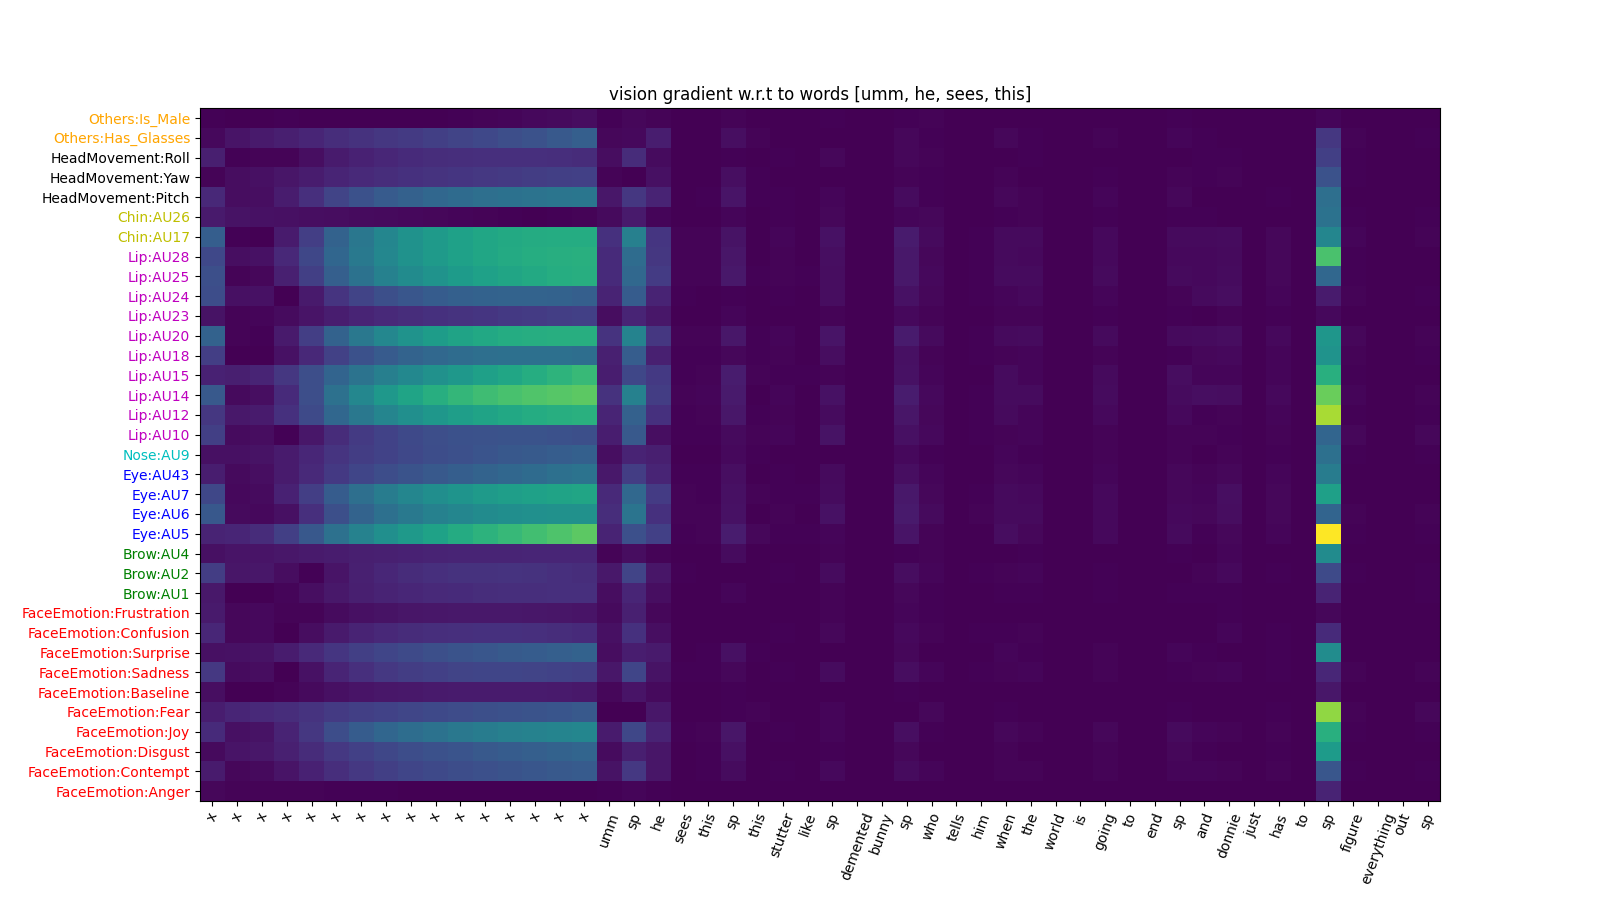 vision gradient w.r.t to words [umm, he, sees, this]
Others:Is_Male
Others:Has_Glasses
HeadMovement:Roll
HeadMovement:Yaw
HeadMovement:Pitch
Chin:AU26
Chin:AU17
Lip:AU28
Lip:AU25
Lip:AU24
Lip:AU23
Lip:AU20
Lip:AU18
Lip:AU15
Lip:AU14
Lip:AU12
Lip:AU10
Nose:AU9
Eye:AU43
Eye:AU7
Eye:AU6
Eye:AU5
Brow:AU4
Brow:AU2
Brow:AU1
FaceEmotion:Frustration
FaceEmotion:Confusion
FaceEmotion:Surprise
FaceEmotion:Sadness
FaceEmotion:Baseline
FaceEmotion:Fear
FaceEmotion:Joy
FaceEmotion:Disgust
FaceEmotion:Contempt
FaceEmotion:Anger
x x x x x x x x x x x x x x x x umm sp he sees this sp this stutter like sp demented bunny sp who tells him when the world is going to end sp and donnie just has to sp figure everything out sp